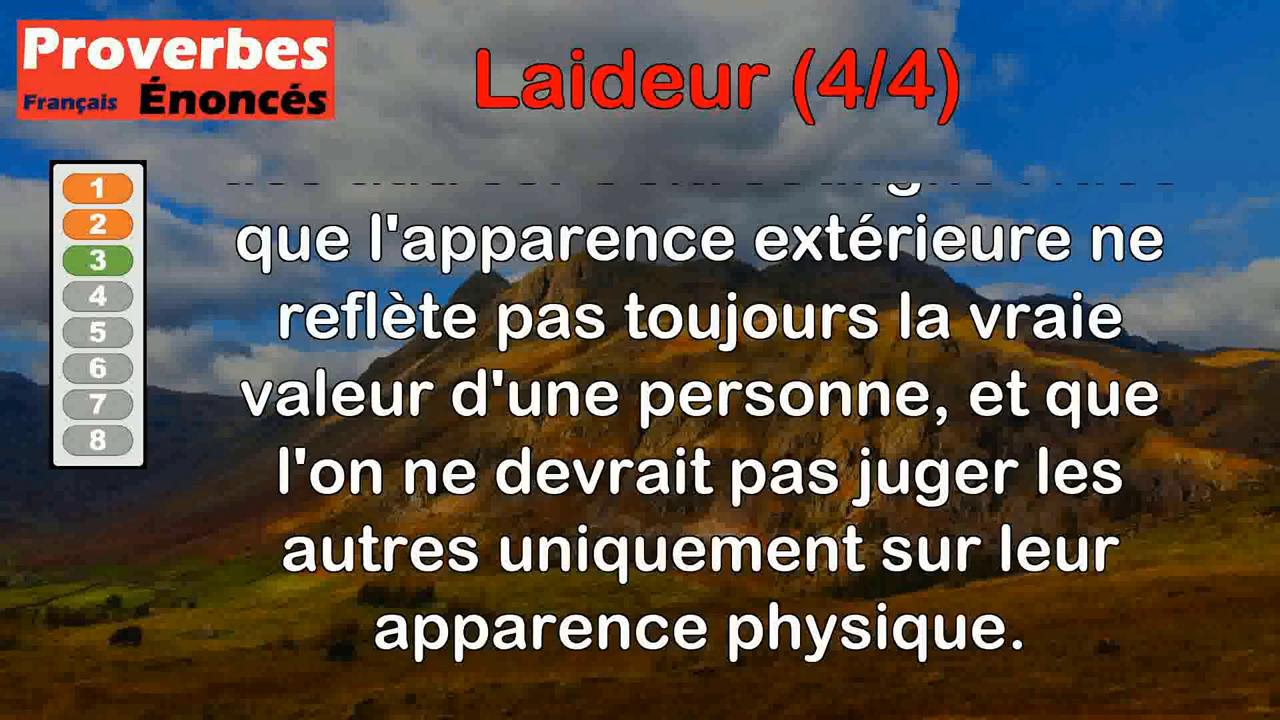 Proverbes
Français Énoncés
Laideur (4/4)
1
2
3
4
5
6
7
8
que l'apparence extérieure ne
reflète pas toujours la vraie
valeur d'une personne, et que
l'on ne devrait pas juger les
autres uniquement sur leur
apparence physique.